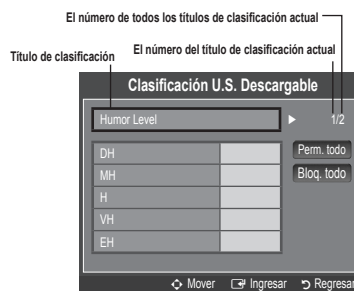 El número de todos los títulos de clasificación actual
Título de clasificación
El número del título de clasificación actual
Clasificación U.S. Descargable
Humor Level
1/2
DH
MH
H
VH
EH
Perm. todo
Bloq. todo
Mover
Ingresar
Regresar